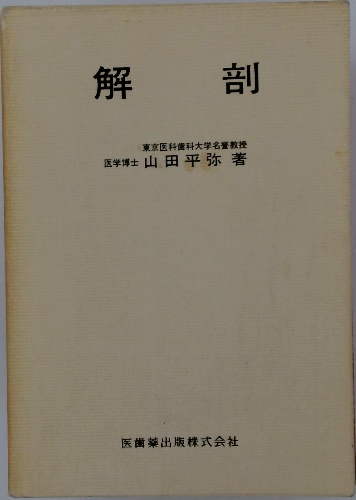 解剖
東京医科歯科大学名誉教授
医学博士 山田平弥 著
医歯薬出版株式会社